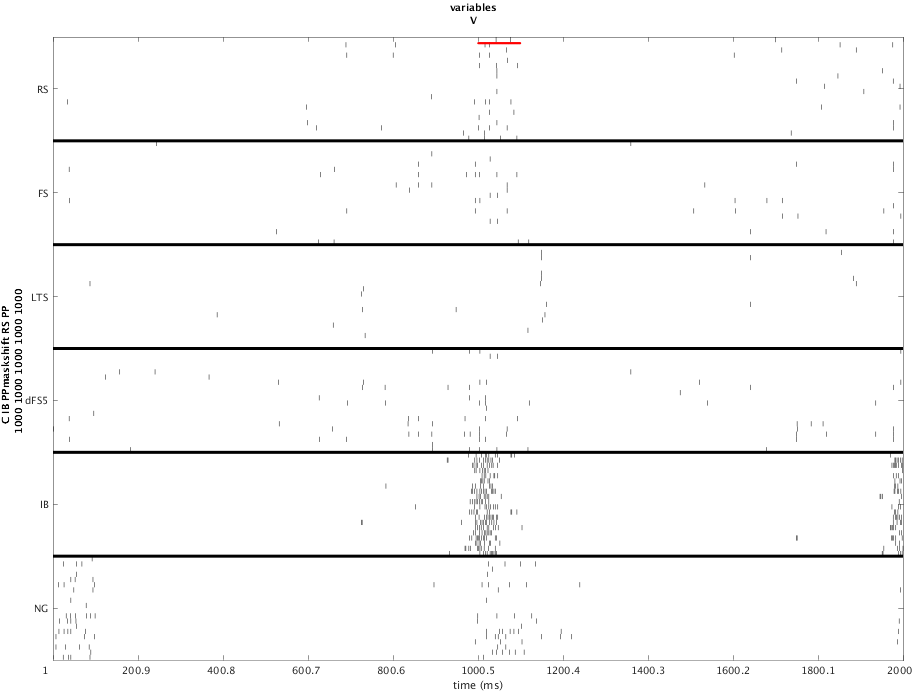 variables
V
RS
FS
LTS
dFS5
IB
NG
C IB PPmaskshift RS PP
1000 1000 1000 1000 1000 1000
1 200.9 400.8 600.7 800.6 1000.5 1200.4 1400.3 1600.2 1800.1 2000
time (ms)